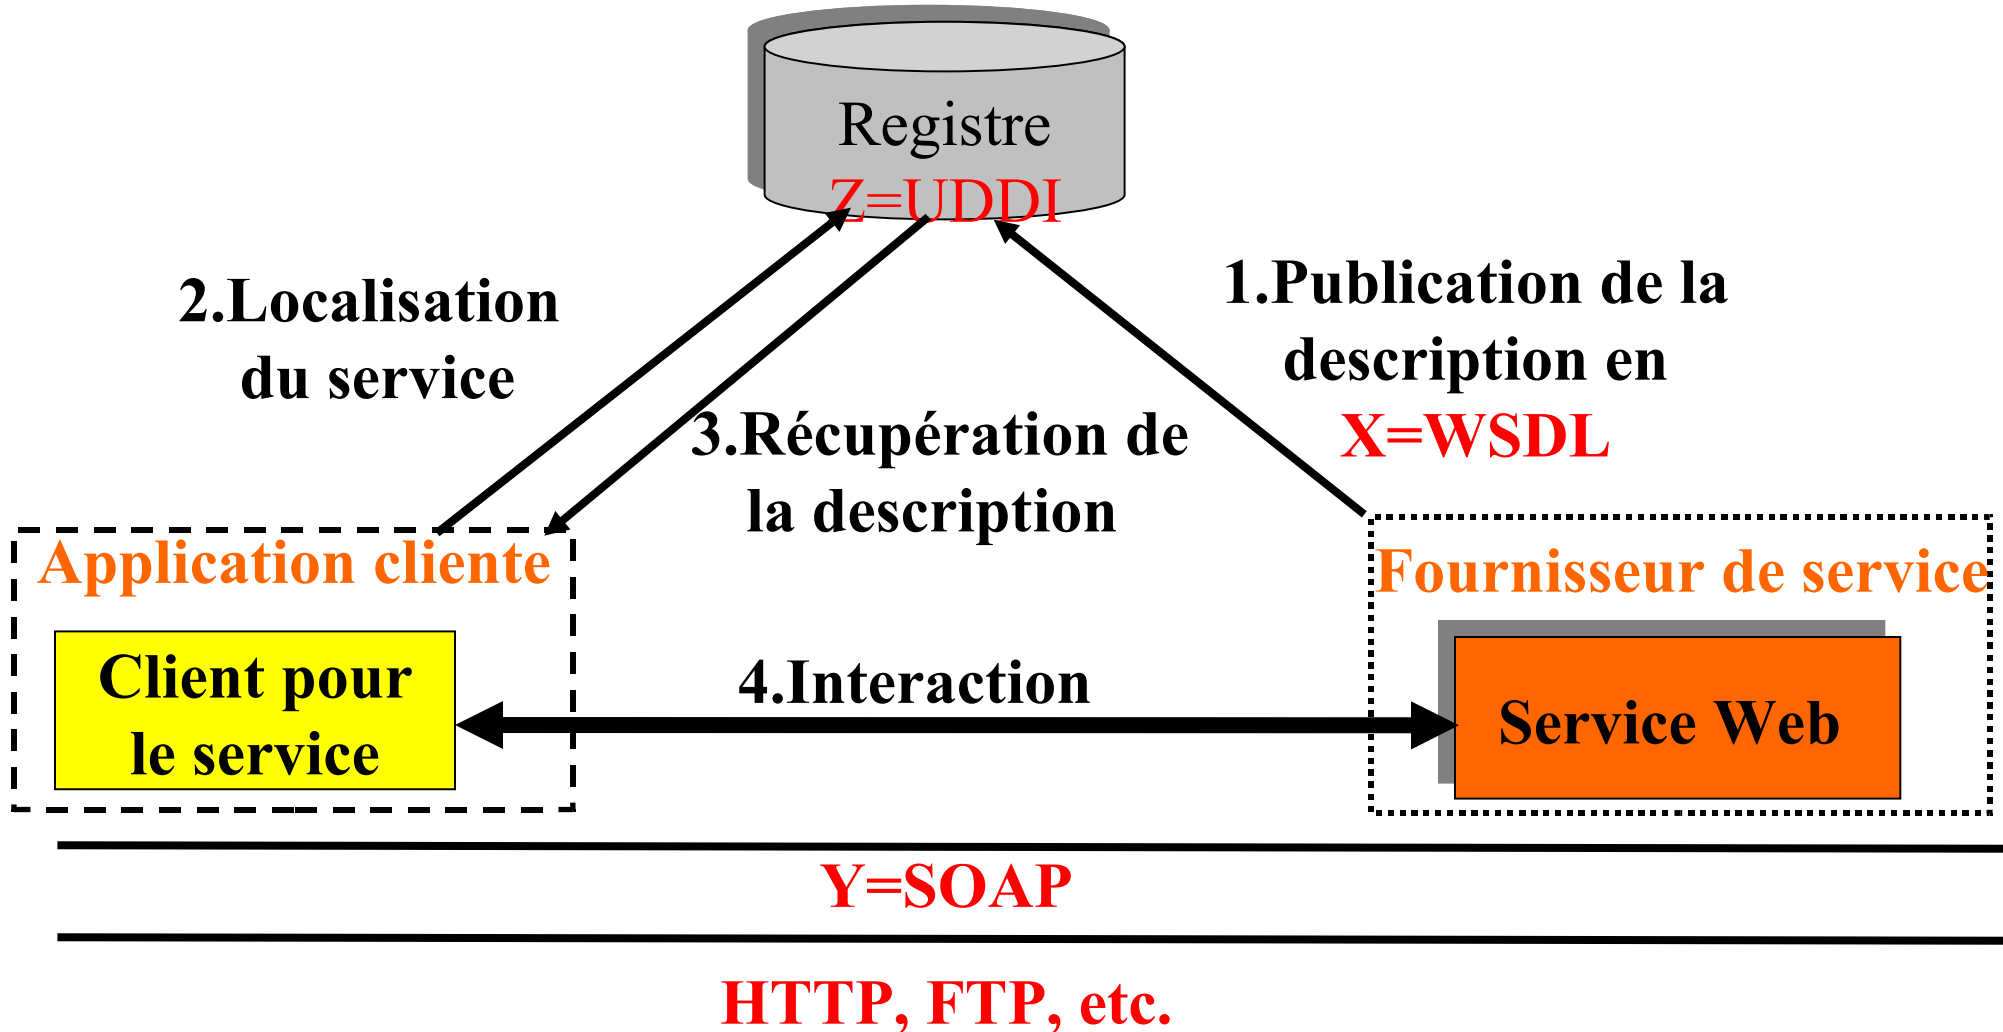 Registre
Z=UDDI
2.Localisation
du service
1.Publication de la
description en
X=WSDL
3.Récupération de
la description
Application cliente
Fournisseur de service
Client pour
le service
4.Interaction
Service Web
Y=SOAP
HTTP, FTP, etc.